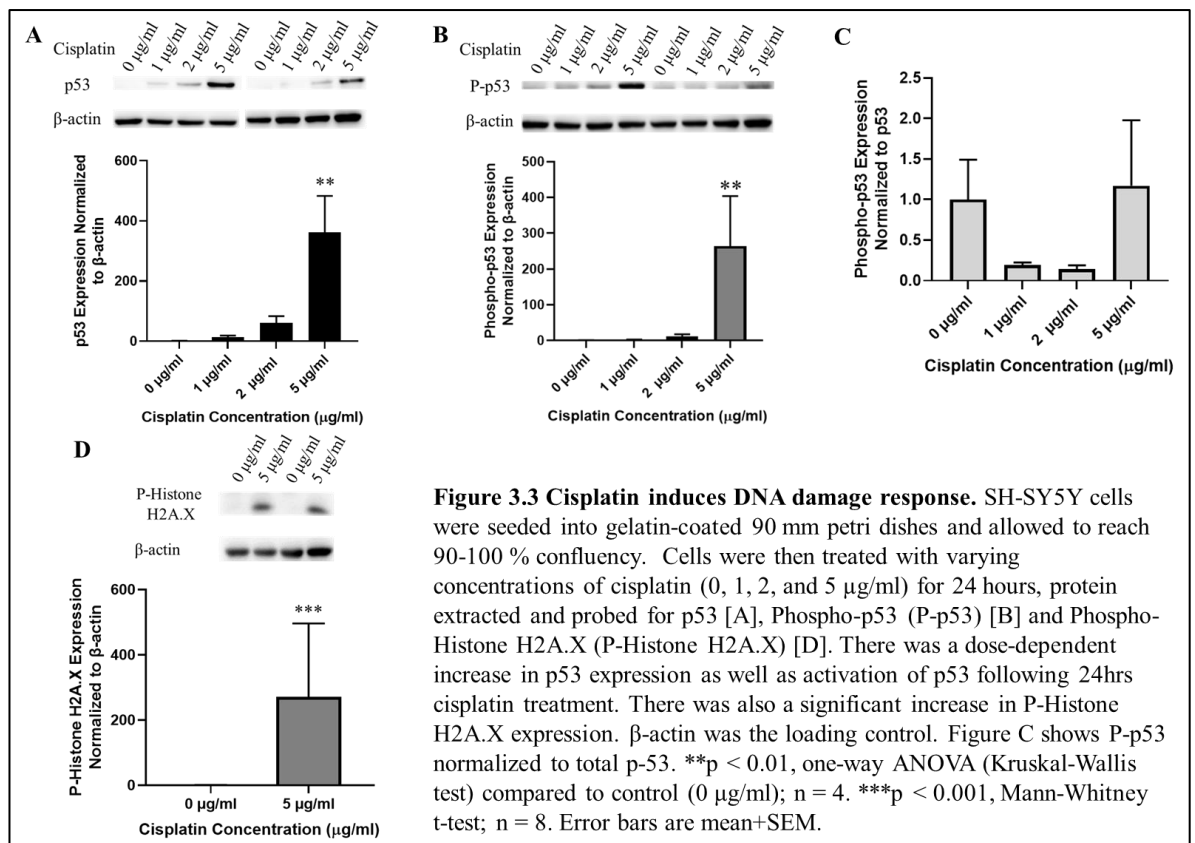 A
Cisplatin
0 µg/ml 1 µg/ml 2 µg/ml 5 µg/ml 0 µg/ml 1 µg/ml 2 µg/ml 5 µg/ml
p53
β-actin
p53 Expression Normalized
to β-actin
600
400
200
0
**
0 µg/ml 1 µg/ml 2 µg/ml 5 µg/ml
Cisplatin Concentration (µg/ml)
B
Cisplatin
0 µg/ml 1 µg/ml 2 µg/ml 5 µg/ml 0 µg/ml 1 µg/ml 2 µg/ml 5 µg/ml
P-p53
β-actin
Phospho-p53 Expression
Normalized to β-actin
500
400
300
200
100
0
**
0 µg/ml 1 µg/ml 2 µg/ml 5 µg/ml
Cisplatin Concentration (µg/ml)
C
Phospho-p53 Expression
Normalized to p53
2.5
2.0
1.5
1.0
0.5
0.0
0 µg/ml 1 µg/ml 2 µg/ml 5 µg/ml
Cisplatin Concentration (µg/ml)
D
0 µg/ml 5 µg/ml 0 µg/ml 5 µg/ml
P-Histone
H2A.X
β-actin
P-Histone H2A.X Expression
Normalized to β-actin
600
400
200
0
***
0 µg/ml 5 µg/ml
Cisplatin Concentration (µg/ml)
Figure 3.3 Cisplatin induces DNA damage response. SH-SY5Y cells
were seeded into gelatin-coated 90 mm petri dishes and allowed to reach
90-100 % confluency. Cells were then treated with varying
concentrations of cisplatin (0, 1, 2, and 5 µg/ml) for 24 hours, protein
extracted and probed for p53 [A], Phospho-p53 (P-p53) [B] and Phospho-
Histone H2A.X (P-Histone H2A.X) [D]. There was a dose-dependent
increase in p53 expression as well as activation of p53 following 24hrs
cisplatin treatment. There was also a significant increase in P-Histone
H2A.X expression. β-actin was the loading control. Figure C shows P-p53
normalized to total p-53. **p < 0.01, one-way ANOVA (Kruskal-Wallis
test) compared to control (0 µg/ml); n = 4. ***p < 0.001, Mann-Whitney
t-test; n = 8. Error bars are mean+SEM.